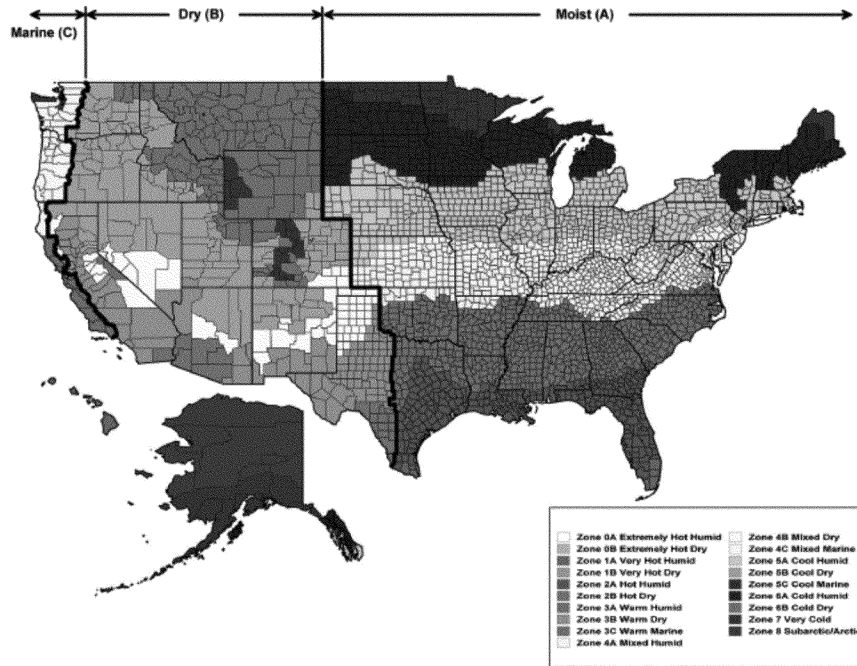 Dry (B)
Moist (A)
Marine (C)
Zone 0A Extremely Hot Humid
Zone 0B Extremely Hot Dry
Zone 1A Very Hot Humid
Zone 1B Very Hot Dry
Zone 2A Hot Humid
Zone 2B Hot Dry
Zone 3A Warm Humid
Zone 3B Warm Dry
Zone 3C Warm Marine
Zone 4A Mixed Humid
Zone 4B Mixed Dry
Zone 4C Mixed Marine
Zone 5A Cool Humid
Zone 5B Cool Dry
Zone 5C Cool Marine
Zone 6A Cold Humid
Zone 6B Cold Dry
Zone 7 Very Cold
Zone 8 Subarctic/Arctic